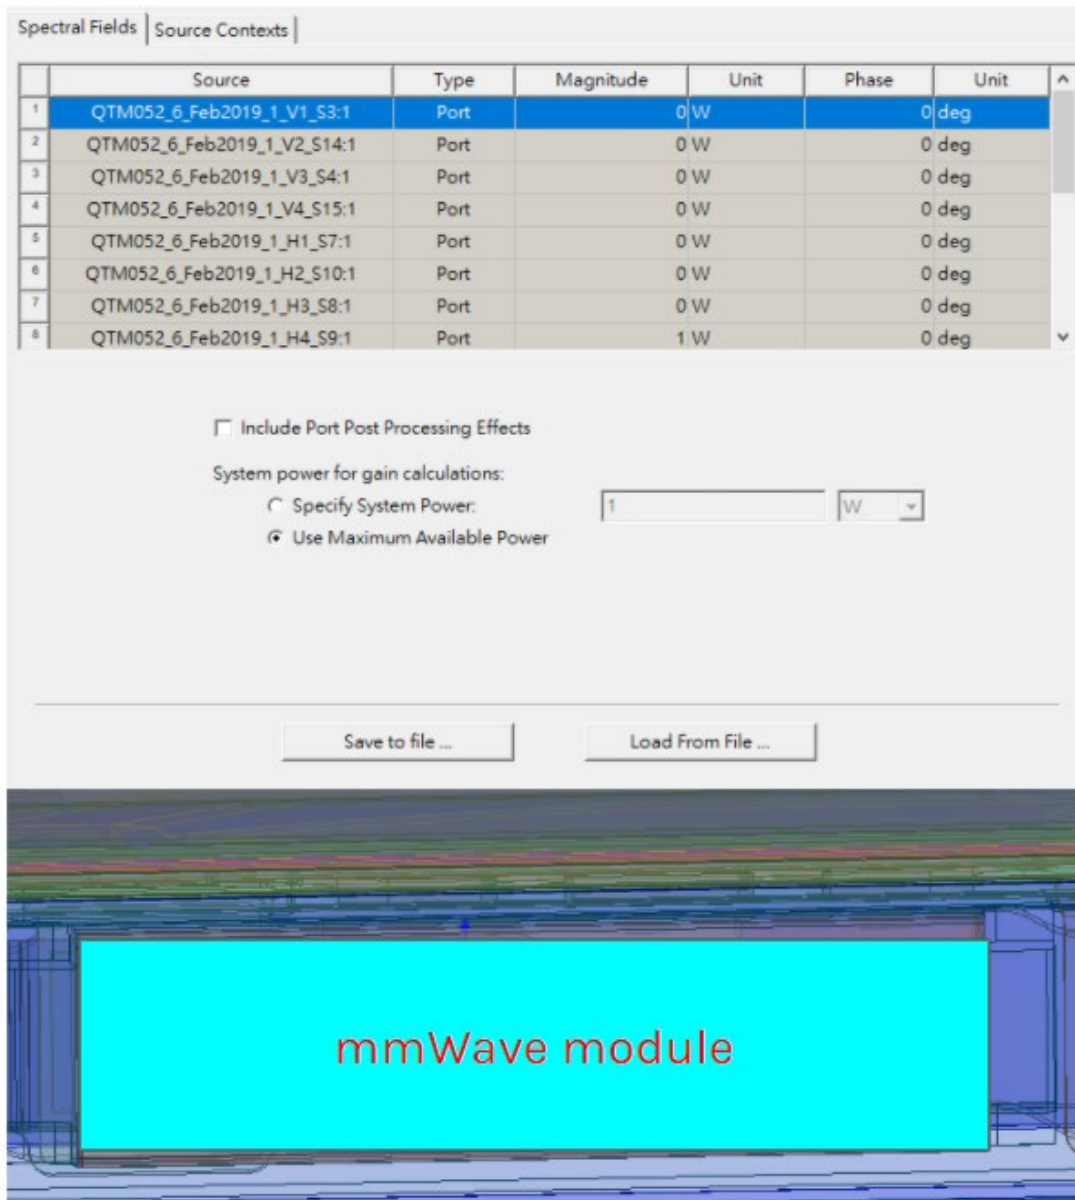 Spectral Fields Source Contexts
Source Type Magnitude Unit Phase Unit
1 QTM052_6_Feb2019_1_V1_S3:1 Port 0 W 0 deg
2 QTM052_6_Feb2019_1_V2_S14:1 Port 0 W 0 deg
3 QTM052_6_Feb2019_1_V3_S4:1 Port 0 W 0 deg
4 QTM052_6_Feb2019_1_V4_S15:1 Port 0 W 0 deg
5 QTM052_6_Feb2019_1_H1_S7:1 Port 0 W 0 deg
6 QTM052_6_Feb2019_1_H2_S10:1 Port 0 W 0 deg
7 QTM052_6_Feb2019_1_H3_S8:1 Port 0 W 0 deg
8 QTM052_6_Feb2019_1_H4_S9:1 Port 1 W 0 deg
Include Port Post Processing Effects
System power for gain calculations:
Specify System Power: 1 W
Use Maximum Available Power
Save to file ... Load From File ...
mmWave module